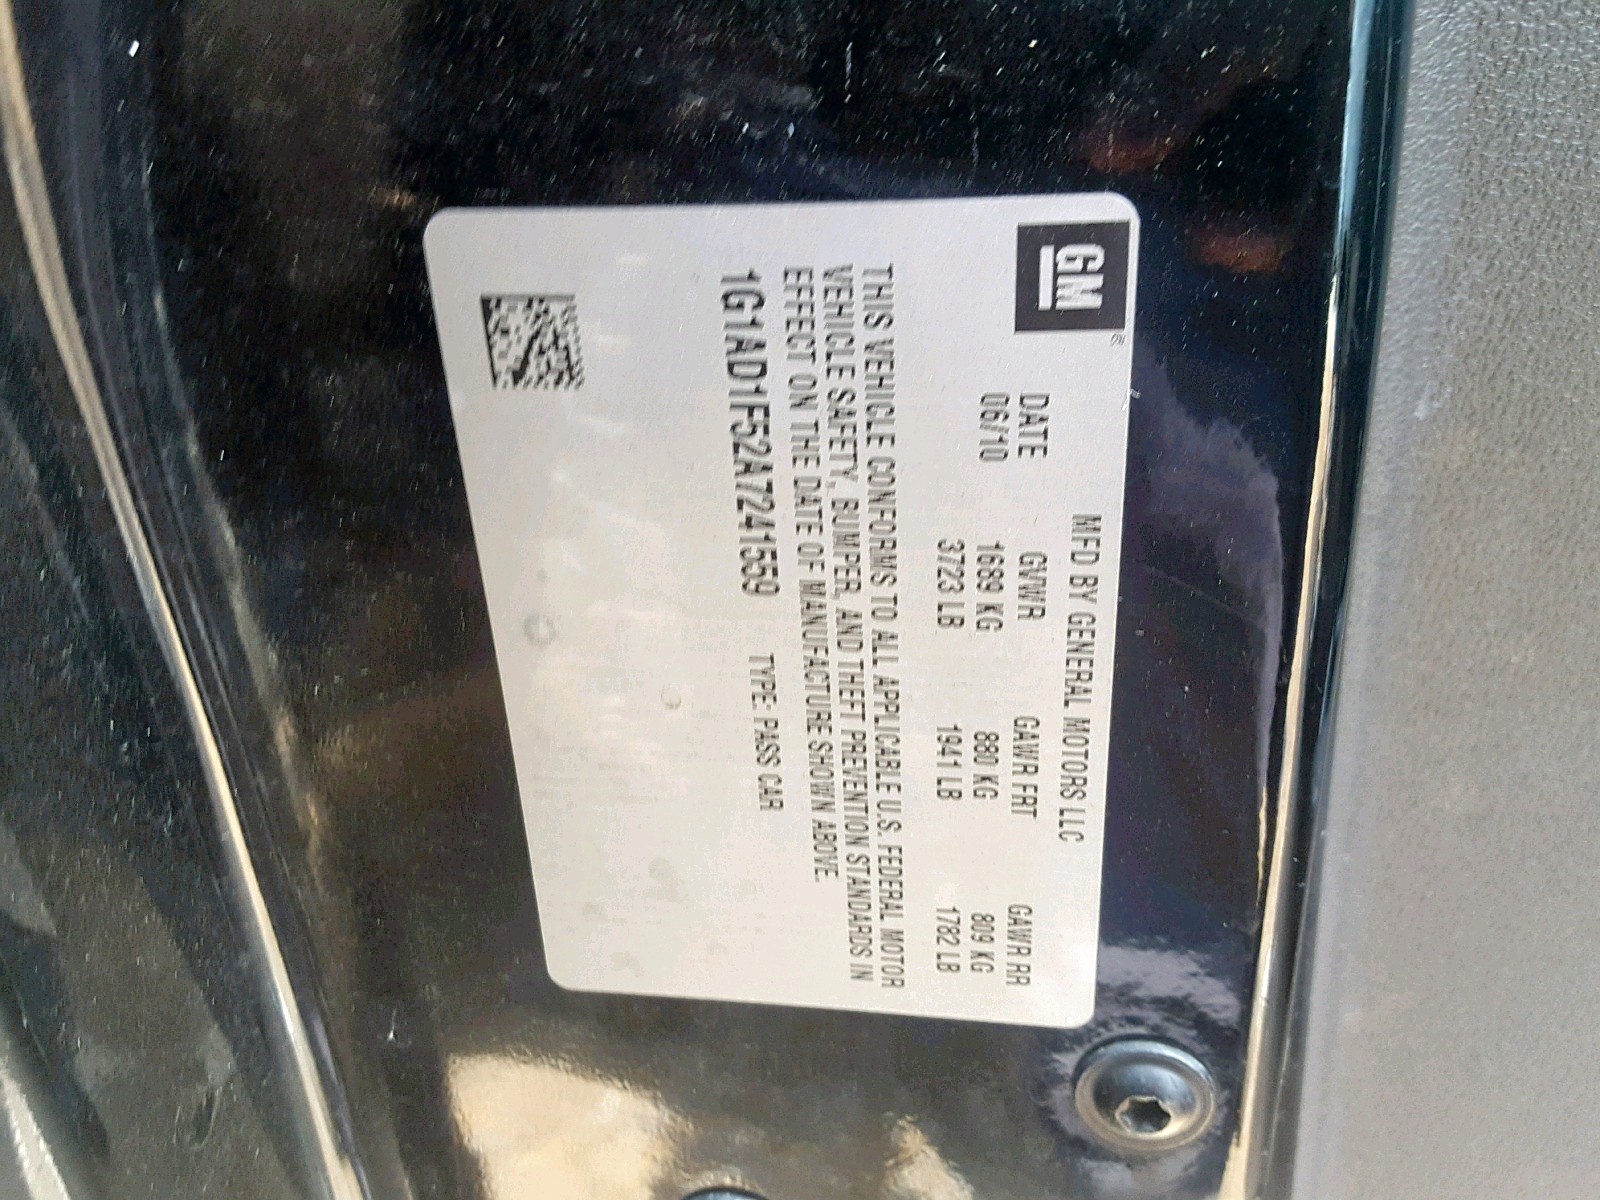 GM®
MFD BY GENERAL MOTORS LLC
DATE GVWR GAWR FRT GAWR RR
06/10 1689 KG 880 KG 809 KG
3723 LB 1941 LB 1782 LB
THIS VEHICLE CONFORMS TO ALL APPLICABLE U.S. FEDERAL MOTOR
VEHICLE SAFETY, BUMPER, AND THEFT PREVENTION STANDARDS IN
EFFECT ON THE DATE OF MANUFACTURE SHOWN ABOVE.
1G1AD1F52A7241559 TYPE: PASS CAR